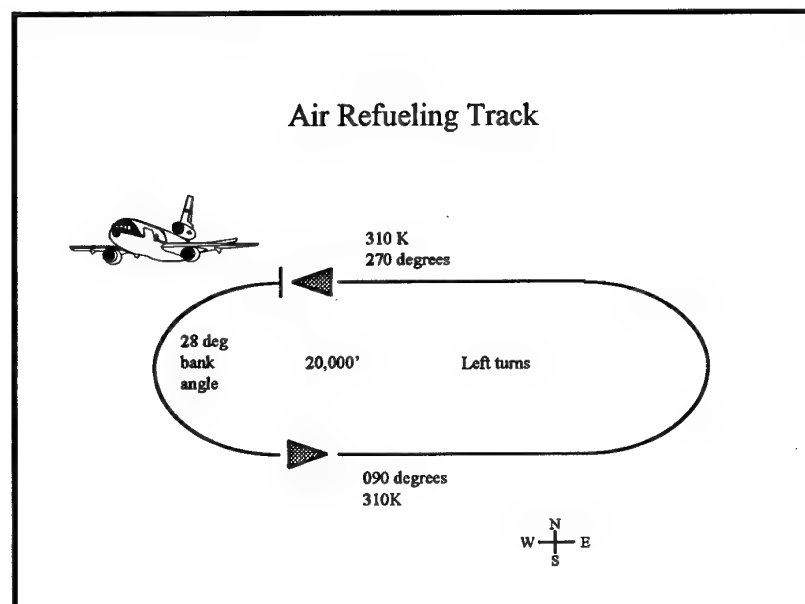 Air Refueling Track
310 K
270 degrees
28 deg
bank
angle
20,000'
Left turns
090 degrees
310K
N
W E
S